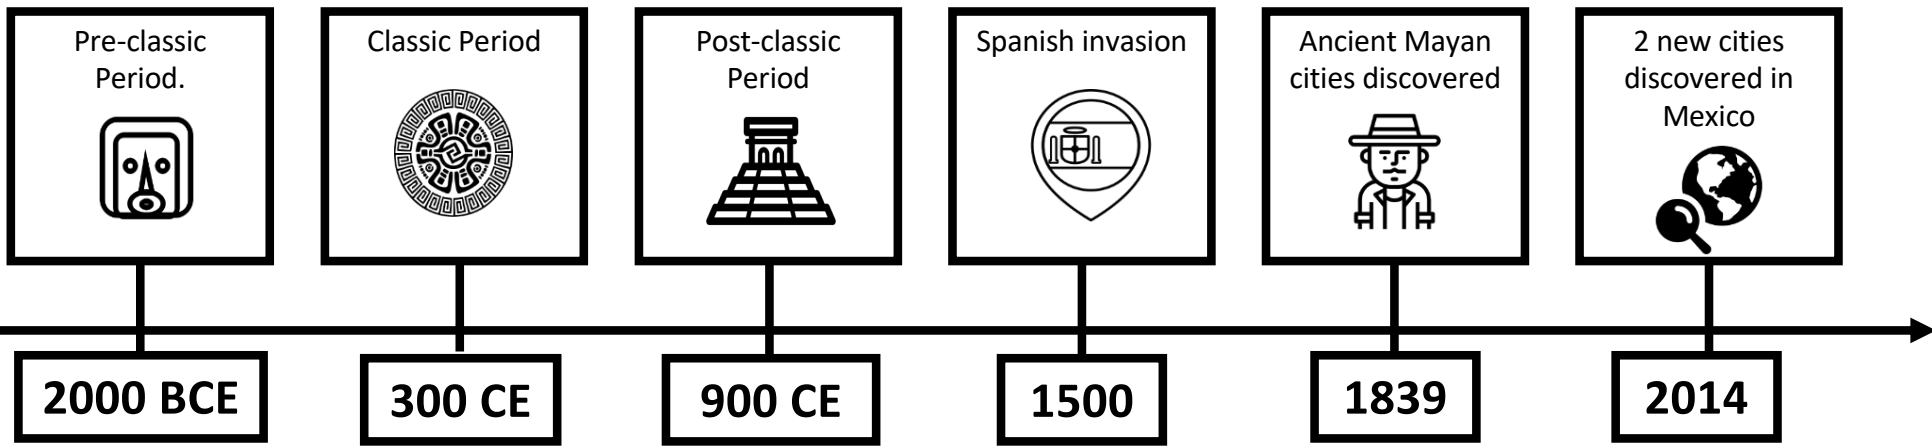 Pre-classic
Period.
Classic Period
Post-classic
Period
Spanish invasion
Ancient Mayan
cities discovered
2 new cities
discovered in
Mexico
2000 BCE
300 CE
900 CE
1500
1839
2014